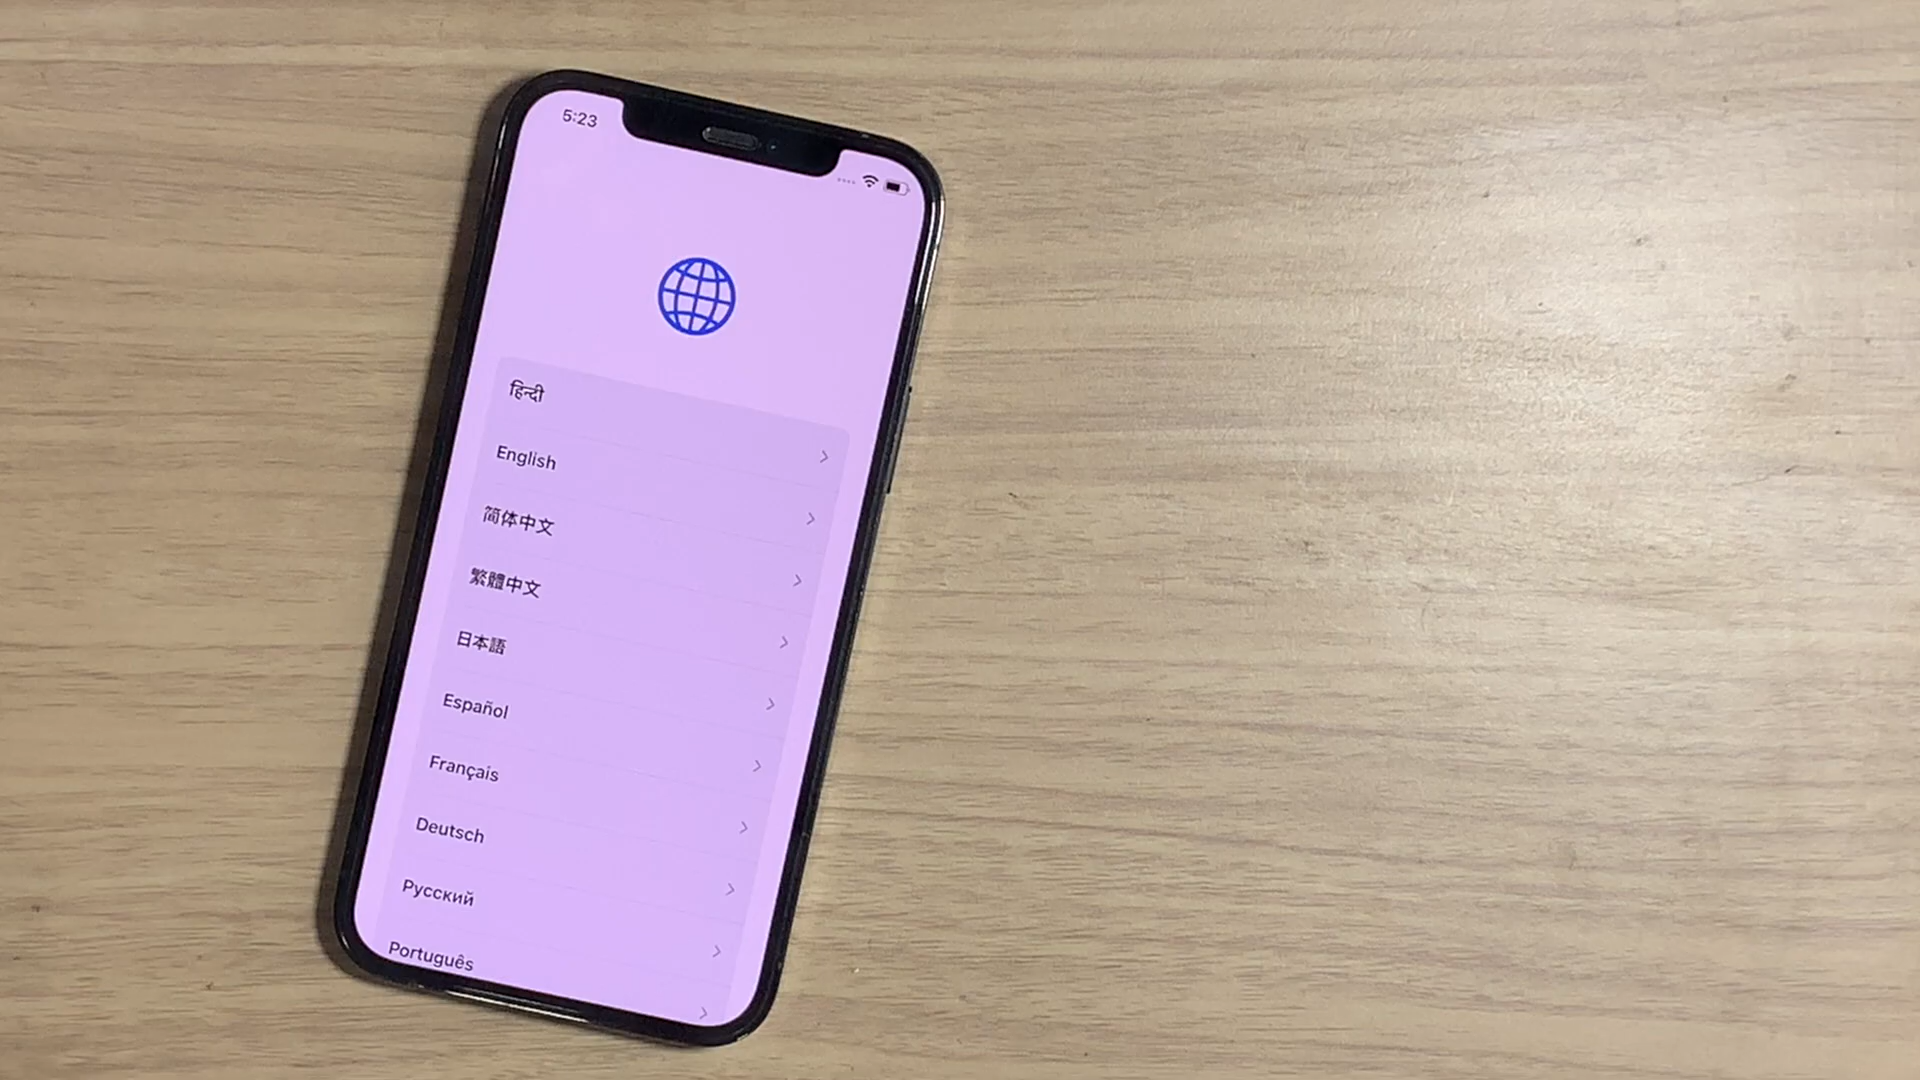 5:23
हिन्दी
English
简体中文
繁體中文
日本語
Español
Français
Deutsch
Русский
Português